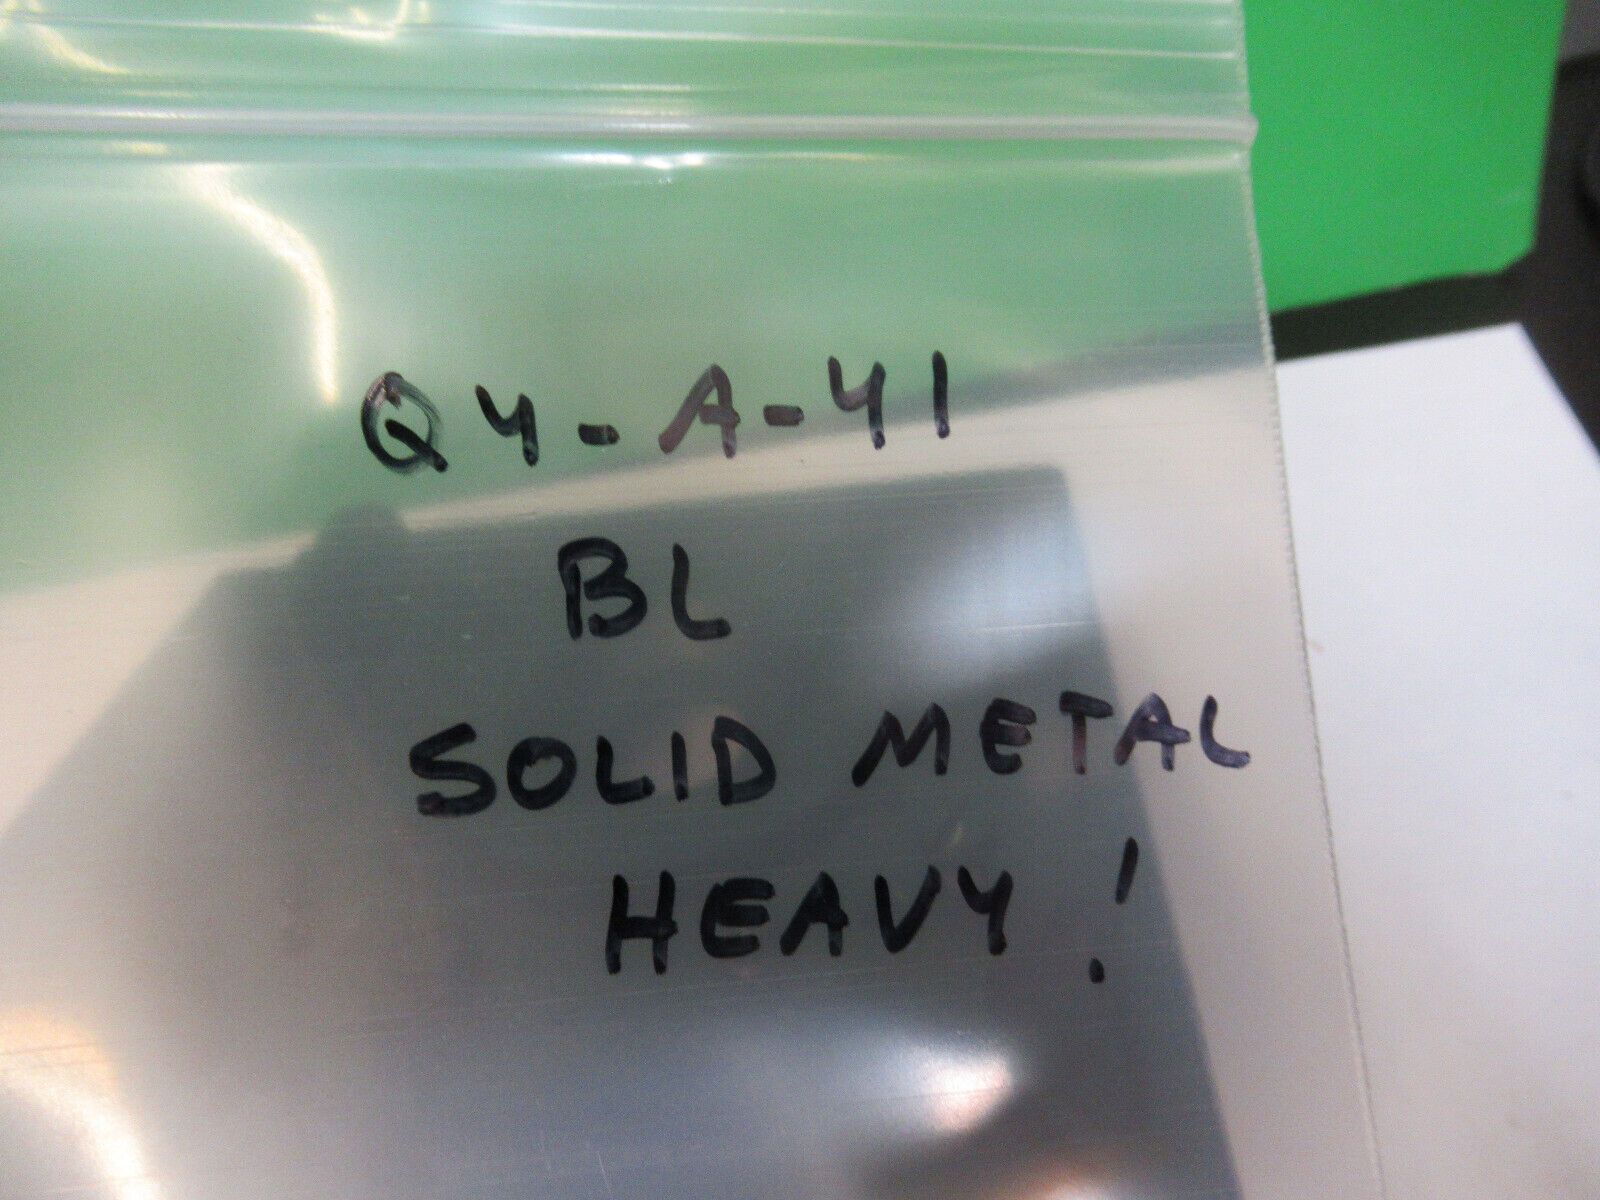 Q4-A-41
BL
SOLID METAL
HEAVY!